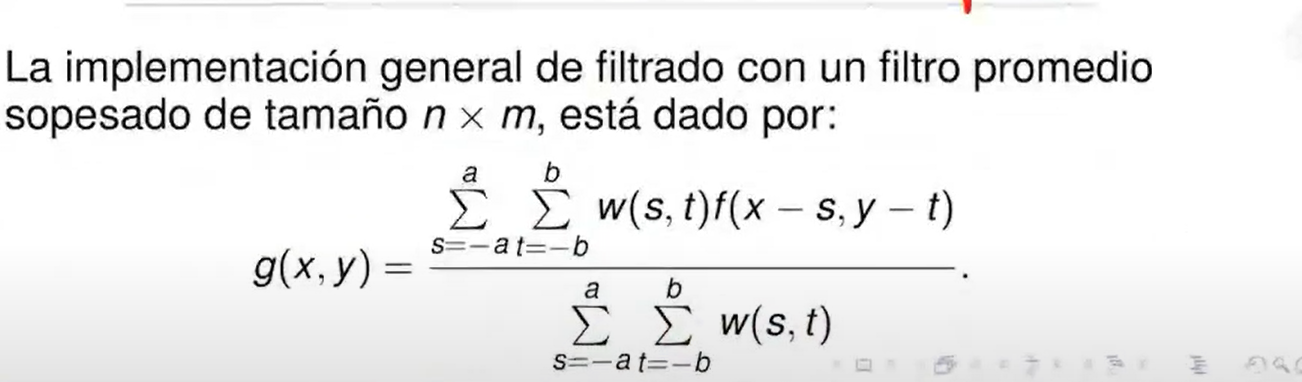 La implementación general de filtrado con un filtro promedio
sopesado de tamaño n × m, está dado por:
g(x, y) = \frac{\sum_{s=-a}^{a} \sum_{t=-b}^{b} w(s, t)f(x − s, y − t)}{\sum_{s=-a}^{a} \sum_{t=-b}^{b} w(s, t)}.